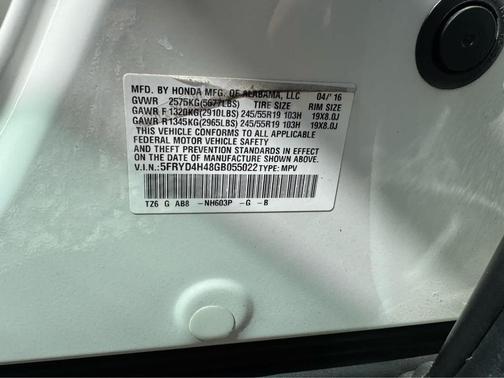 MFD. BY HONDA MFG. OF ALABAMA, LLC 04/'16
GVWR 2575KG(5677LBS) TIRE SIZE RIM SIZE
GAWR F 1320KG(2910LBS) 245/55R19 103H 19X8.0J
GAWR R 1345KG(2965LBS) 245/55R19 103H 19X8.0J
THIS VEHICLE CONFORMS TO ALL APPLICABLE
FEDERAL MOTOR VEHICLE SAFETY
AND THEFT PREVENTION STANDARDS IN EFFECT
ON THE DATE OF MANUFACTURE SHOWN ABOVE.
V.I.N.: 5FRYD4H48GB055022 TYPE: MPV
TZ6 G AB8 -NH603P -G -B